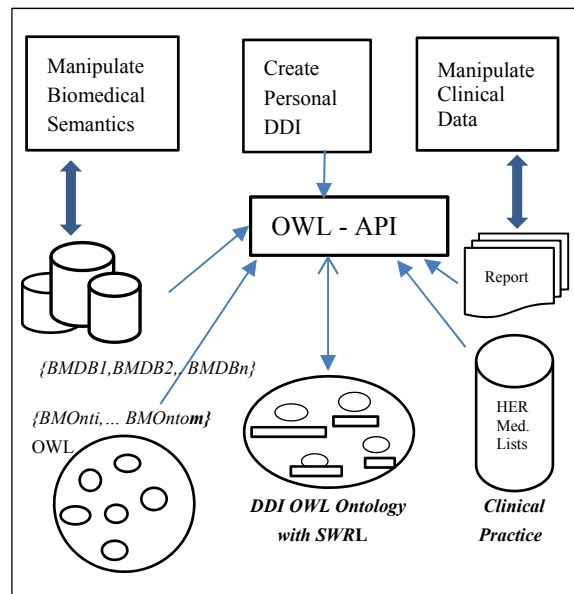 Manipulate
Biomedical
Semantics
Create
Personal
DDI
Manipulate
Clinical
Data
OWL - API
Report
{BMDB1,BMDB2,. BMDBn}
{BMOnti,... BMOntom}
OWL
HER
Med.
Lists
DDI OWL Ontology
with SWRL
Clinical
Practice